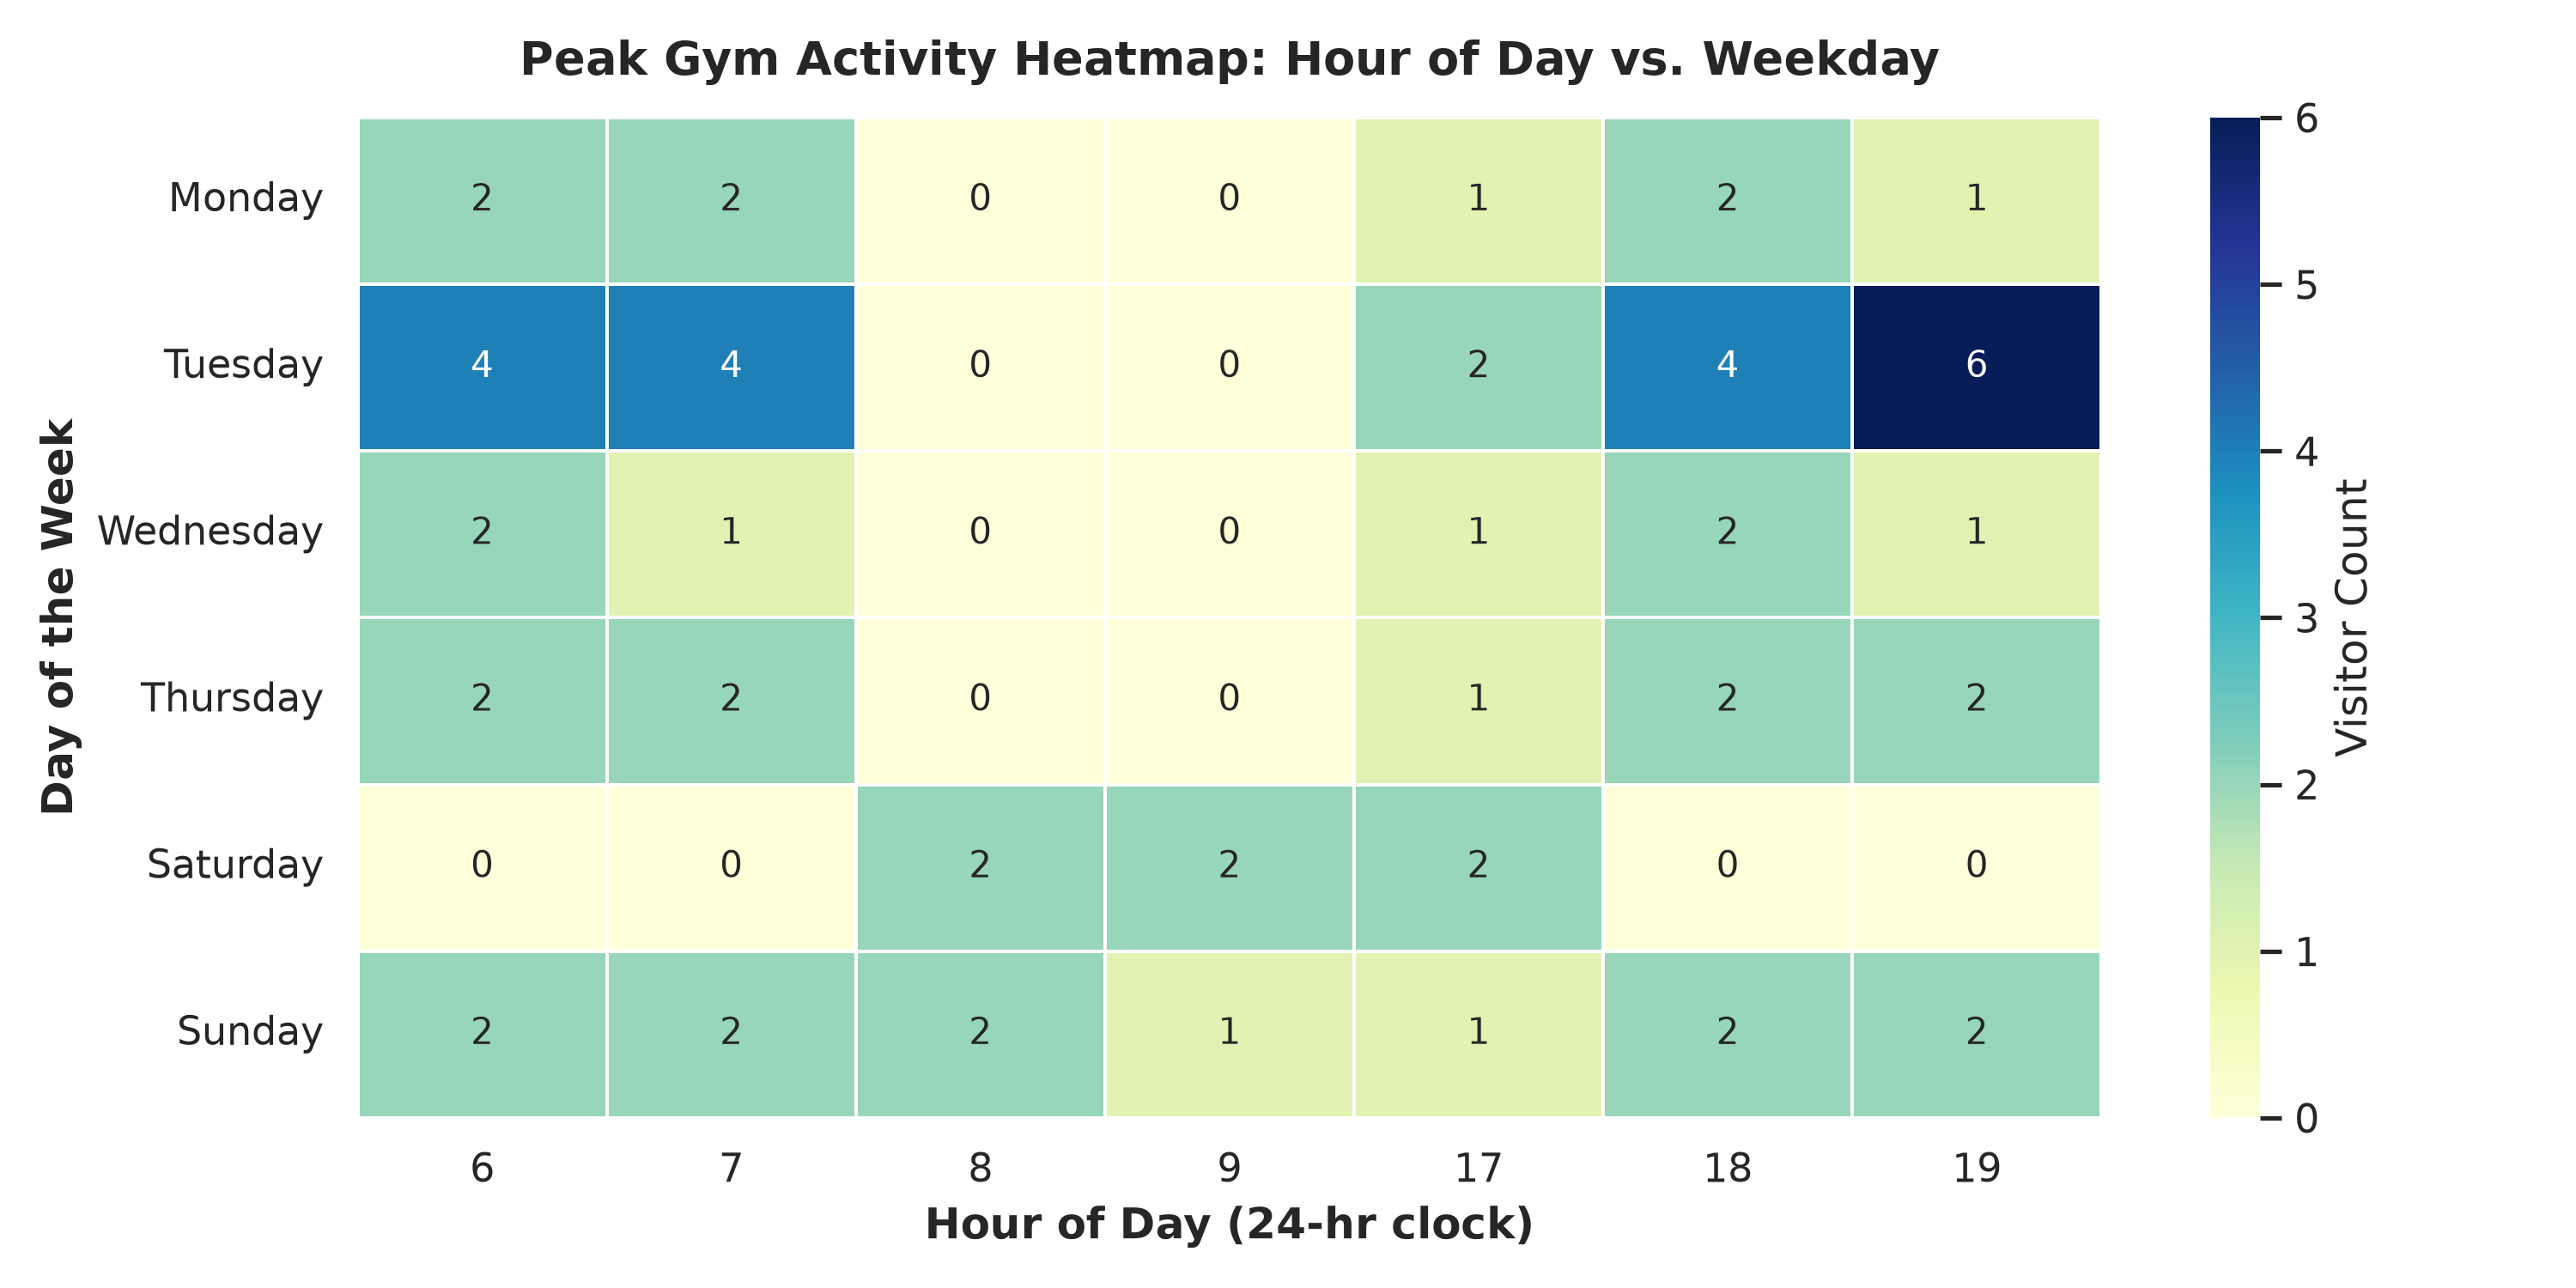 Peak Gym Activity Heatmap: Hour of Day vs. Weekday
Day of the Week
Monday 2 2 0 0 1 2 1
Tuesday 4 4 0 0 2 4 6
Wednesday 2 1 0 0 1 2 1
Thursday 2 2 0 0 1 2 2
Saturday 0 0 2 2 2 0 0
Sunday 2 2 2 1 1 2 2
6 7 8 9 17 18 19
Hour of Day (24-hr clock)
6
5
4
3
2
1
0
Visitor Count